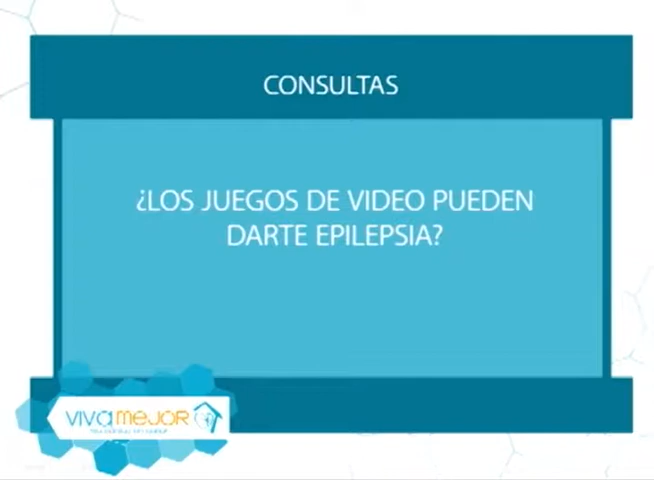 CONSULTAS
¿LOS JUEGOS DE VIDEO PUEDEN
DARTE EPILEPSIA?
VIVAMEJOR